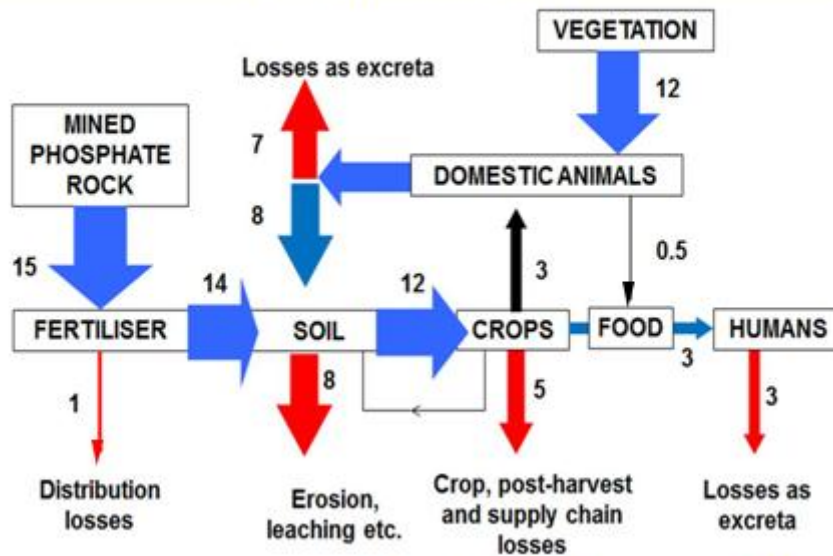 VEGETATION
12
Losses as excreta
MINED
PHOSPHATE
ROCK
7
DOMESTIC ANIMALS
8
0.5
15
14
12
3
FERTILISER
SOIL
CROPS
FOOD
HUMANS
3
1
8
5
3
Distribution
losses
Erosion,
leaching etc.
Crop, post-harvest
and supply chain
losses
Losses as
excreta